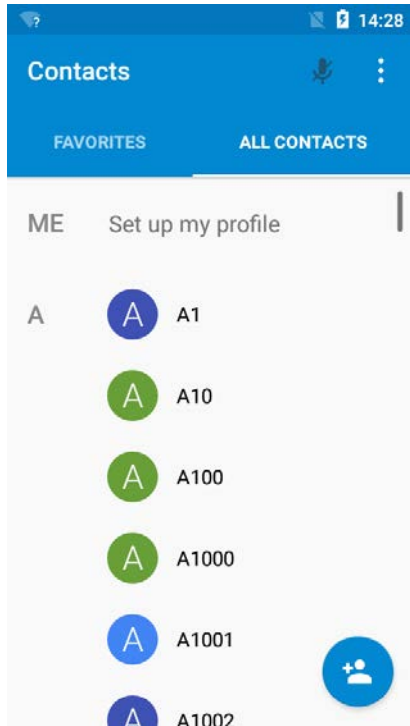 ?
14:28
Contacts
FAVORITES ALL CONTACTS
ME Set up my profile
A A A1
A A10
A A100
A A1000
A A1001
A A1002